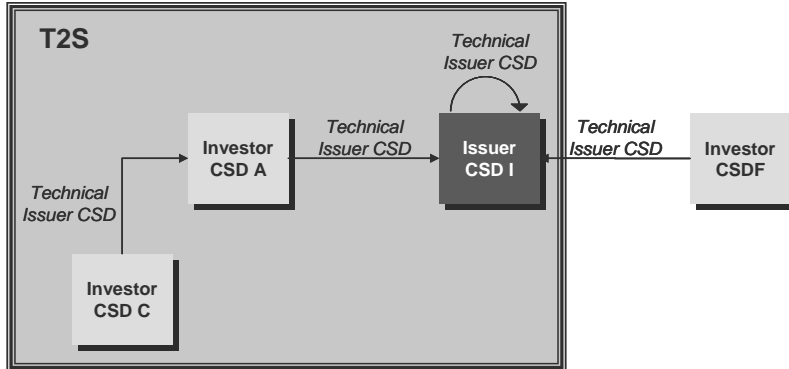 T2S
Technical
Issuer CSD
Investor
CSD A
Technical
Issuer CSD
Issuer
CSD I
Technical
Issuer CSD
Investor
CSDF
Technical
Issuer CSD
Investor
CSD C